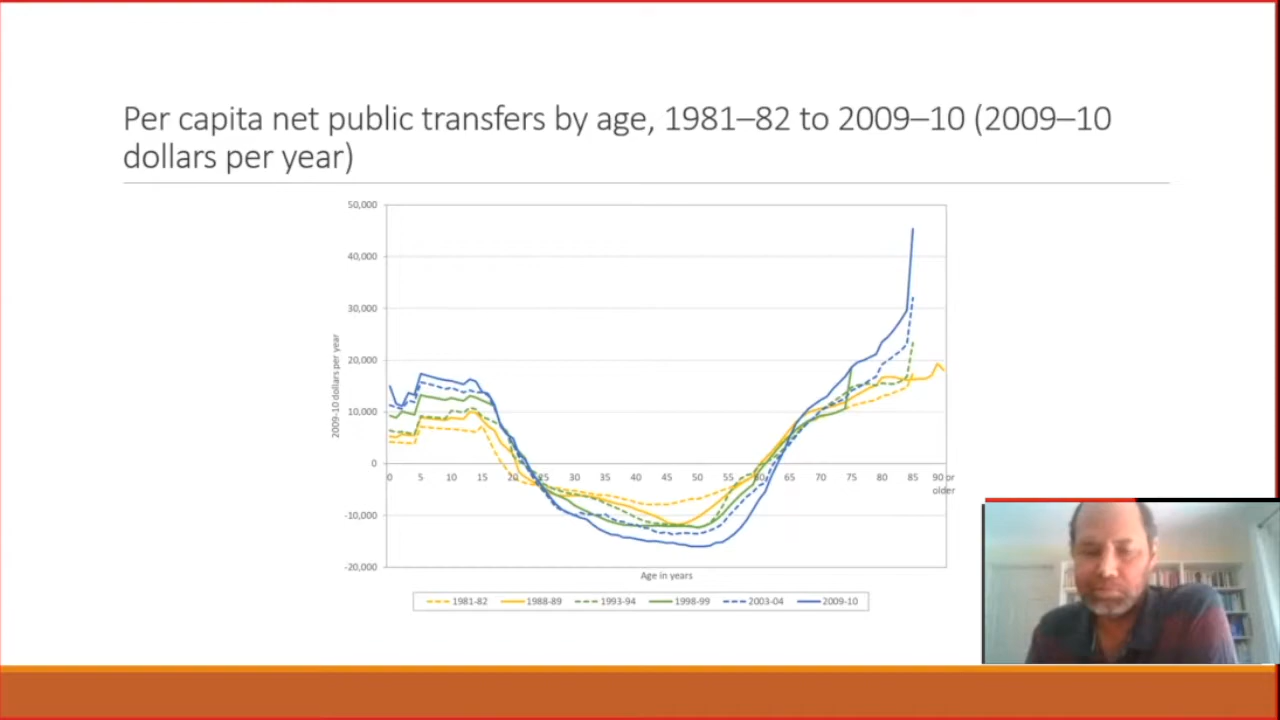 Per capita net public transfers by age, 1981–82 to 2009–10 (2009–10
dollars per year)
50,000
40,000
30,000
20,000
10,000
0
-10,000
-20,000
2009-10 dollars per year
0 5 10 15 20 25 30 35 40 45 50 55 60 65 70 75 80 85 90 or
older
Age in years
1981-82 1988-89 1993-94 1998-99 2003-04 2009-10